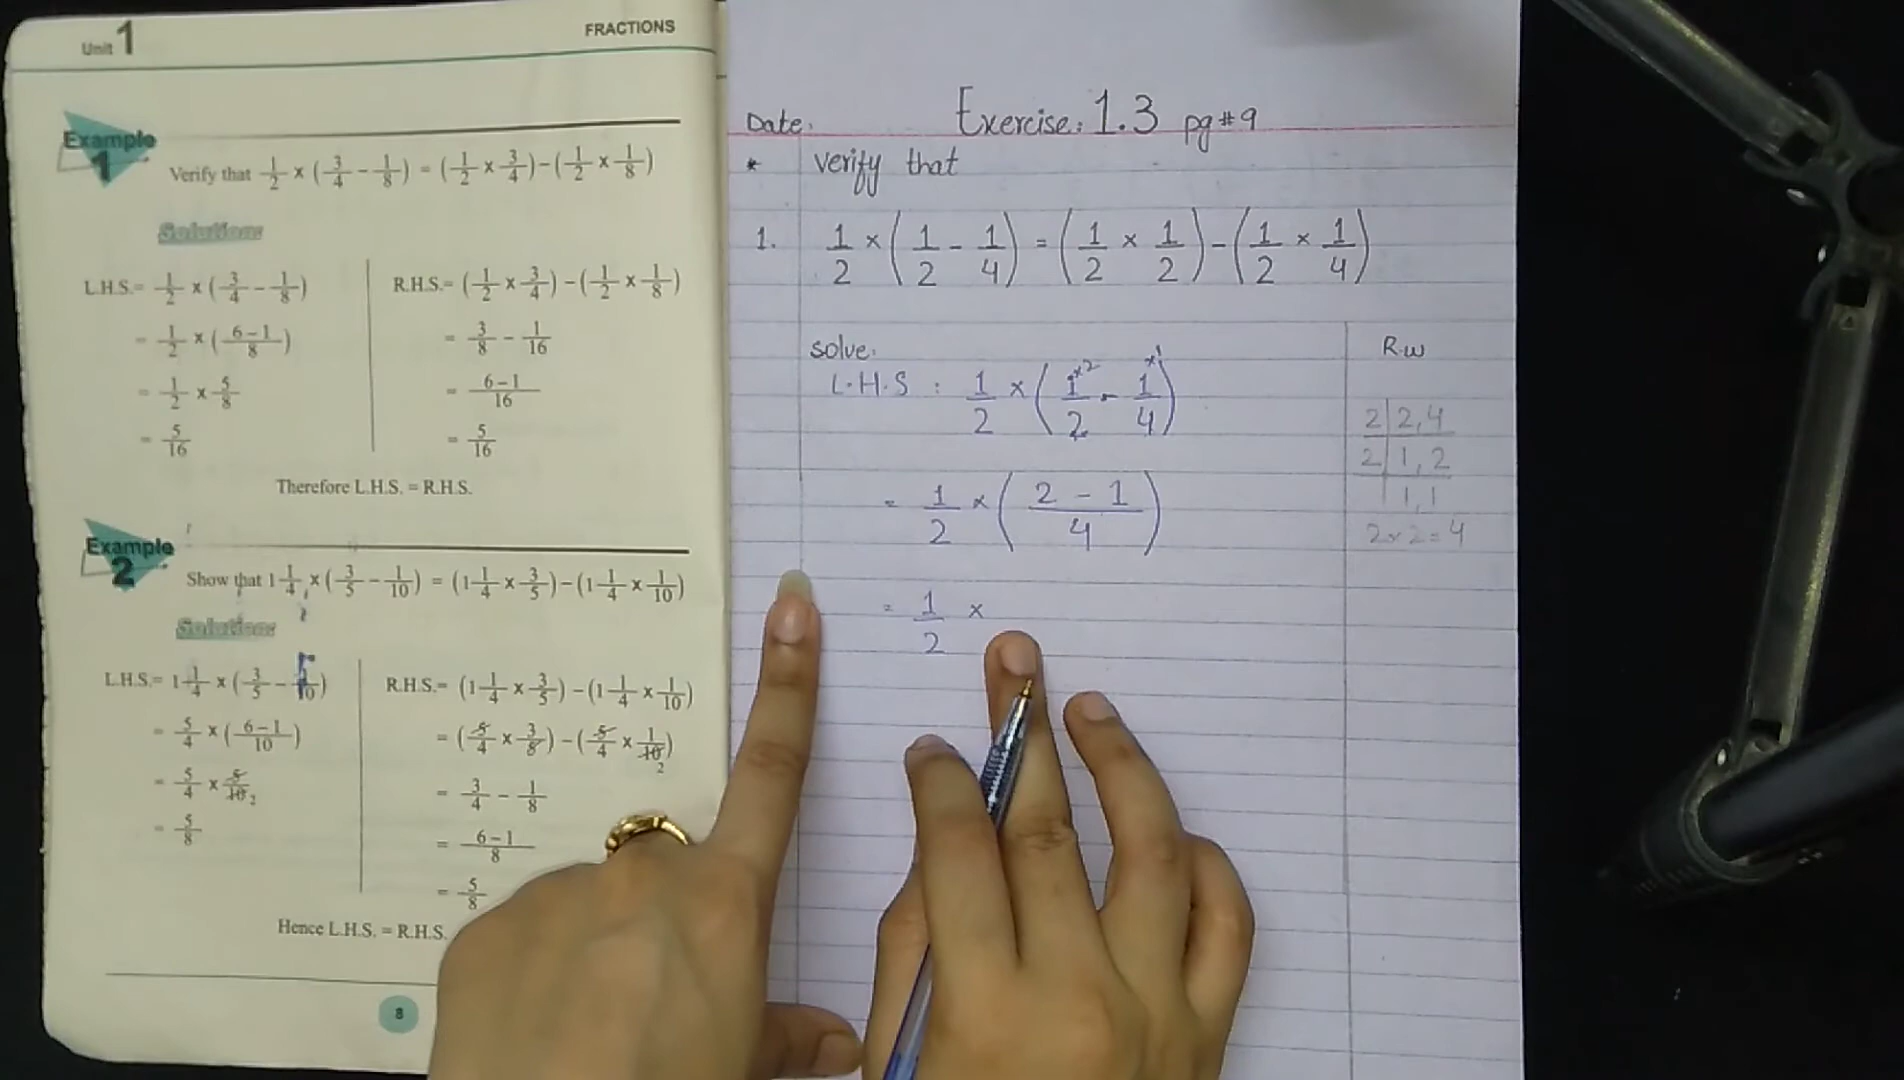 Unit 1
FRACTIONS
Example 1
Verify that 1/2 × (3/4 − 1/8) = (1/2 × 3/4) − (1/2 × 1/8)
Solution:
L.H.S.= 1/2 × (3/4 − 1/8)
= 1/2 × (6−1/8)
= 1/2 × 5/8
= 5/16
R.H.S.= (1/2 × 3/4) − (1/2 × 1/8)
= 3/8 − 1/16
= 6−1/16
= 5/16
Therefore L.H.S. = R.H.S.
Example 2
Show that 1 1/4 × (3/5 − 1/10) = (1 1/4 × 3/5) − (1 1/4 × 1/10)
Solution:
L.H.S.= 1 1/4 × (3/5 − /10)
= 5/4 × (6−1/10)
= 5/4 × 5/10 2
= 5/8
R.H.S.= (1 1/4 × 3/5) − (1 1/4 × 1/10)
= (5/4 × 3/5) − (5/4 × 1/10 2)
= 3/4 − 1/8
= 6−1/8
= 5/8
Hence L.H.S. = R.H.S.
8
Date:
Exercise: 1.3 pg # 9
* Verify that
1. 1/2 × (1/2 − 1/4) = (1/2 × 1/2) − (1/2 × 1/4)
solve:
L.H.S : 1/2 × (1×2/2 − 1×1/4)
= 1/2 × (2 − 1/4)
= 1/2 ×
R.w
2 | 2,4
2 | 1,2
| 1,1
2×2=4